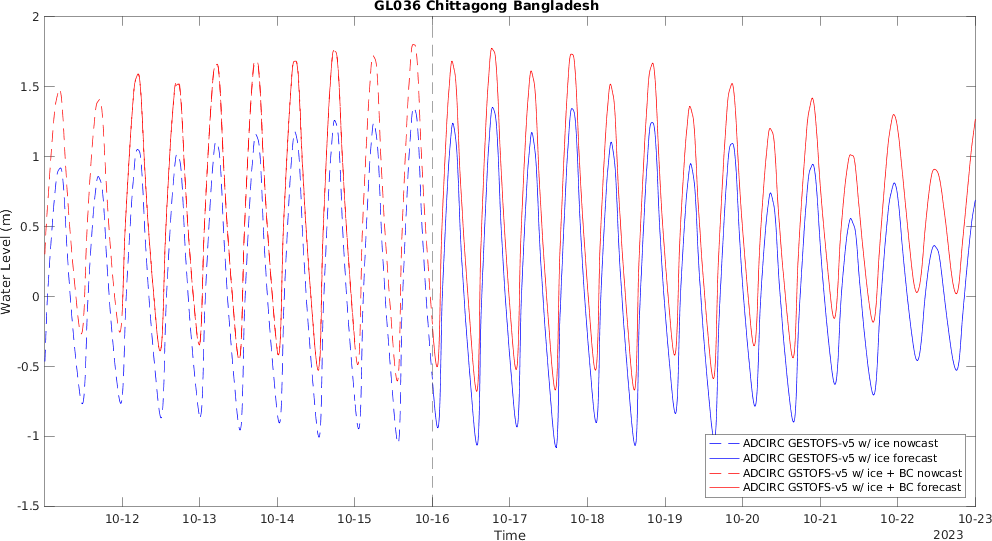 GL036 Chittagong Bangladesh
2
1.5
1
0.5
0
-0.5
-1
-1.5
Water Level (m)
ADCIRC GESTOFS-v5 w/ ice nowcast
ADCIRC GESTOFS-v5 w/ ice forecast
ADCIRC GSTOFS-v5 w/ ice + BC nowcast
ADCIRC GSTOFS-v5 w/ ice + BC forecast
10-12 10-13 10-14 10-15 10-16 10-17 10-18 10-19 10-20 10-21 10-22 10-23
Time
2023